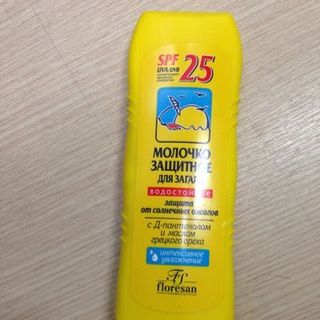 SPF 25
UVA/UVB
МОЛОЧКО
ЗАЩИТНОЕ
ДЛЯ ЗАГАРА
ВОДОСТОЙКОЕ
защита
от солнечных ожогов
с Д-пантенолом
и маслом
грецкого ореха
интенсивное
увлажнение
floresan